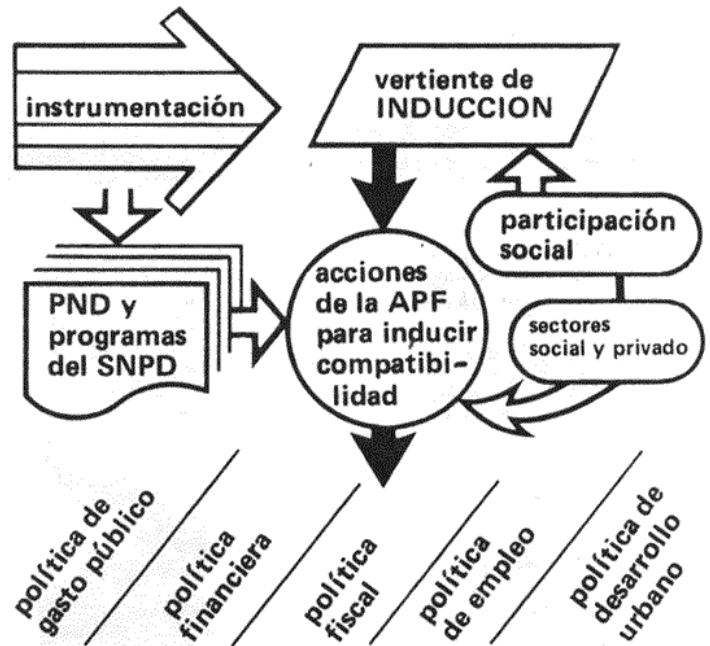 instrumentación
vertiente de
INDUCCION
participación
social
PND y
programas
del SNPD
acciones
de la APF
para inducir
compatibi-
lidad
sectores
social y privado
política de
gasto público
política
financiera
política
fiscal
política
de empleo
política de
desarrollo
urbano